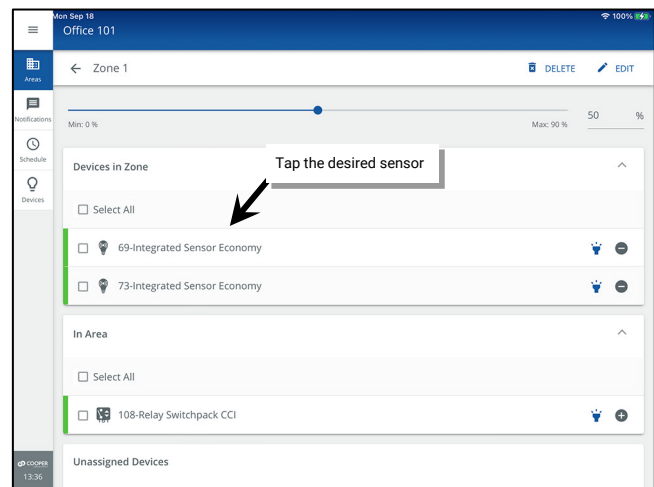 Mon Sep 18
100%
Office 101
Areas
Zone 1
DELETE
EDIT
Notifications
Min: 0 %
Max: 90 %
50 %
Schedule
Devices in Zone
Tap the desired sensor
Devices
Select All
69-Integrated Sensor Economy
73-Integrated Sensor Economy
In Area
Select All
108-Relay Switchpack CCI
Unassigned Devices
COOPER
13:36